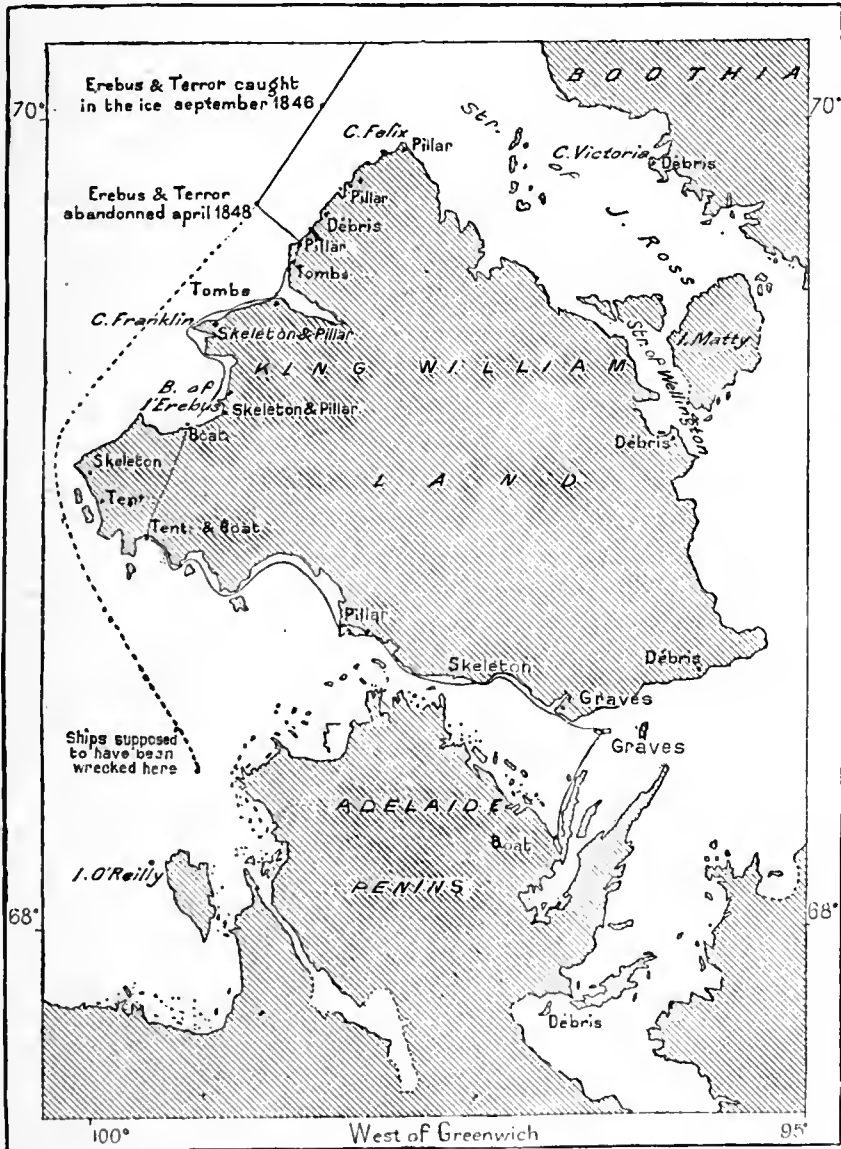 BOOTHIA
Erebus & Terror caught
in the ice september 1846
70°
70°
Str. of J. Ross
C. Felix
Pillar
C. Victoria
Débris
Erebus & Terror
abandonned april 1848
Pillar
Débris
Pillar
Tombs
Tombs
C. Franklin
Skeleton & Pillar
I. Matty
Str. of Wellington
KING WILLIAM
LAND
B. of
l'Erebus
Skeleton & Pillar
Boat
Débris
Skeleton
Tent
Tent & Boat
Pillar
Skeleton
Débris
Graves
Graves
Ships supposed
to have been
wrecked here
ADELAIDE
PENINS
Boat
I. O'Reilly
68°
68°
Débris
100°
West of Greenwich
95°